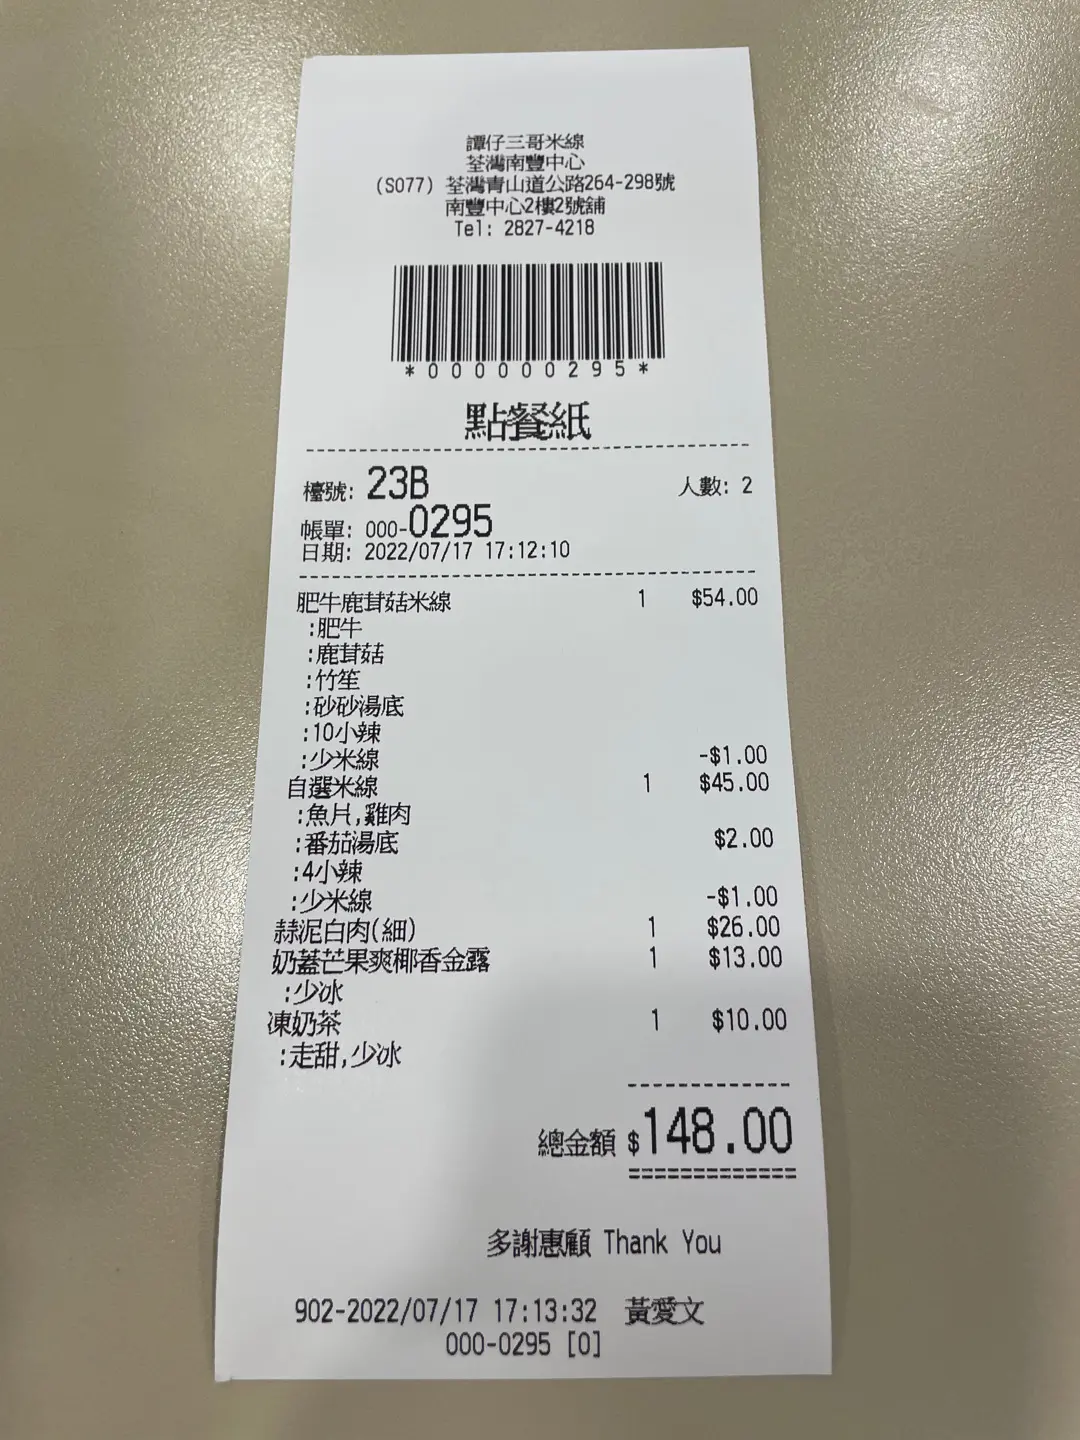 譚仔三哥米線
荃灣南豐中心
(S077) 荃灣青山道公路264-298號
南豐中心2樓2號舖
Tel: 2827-4218
*000000295*
點餐紙
檯號: 23B 人數: 2
帳單: 000-0295
日期: 2022/07/17 17:12:10
肥牛鹿茸菇米線 1 $54.00
:肥牛
:鹿茸菇
:竹笙
:砂砂湯底
:10小辣
:少米線 -$1.00
自選米線 1 $45.00
:魚片,雞肉
:番茄湯底 $2.00
:4小辣
:少米線 -$1.00
蒜泥白肉(細) 1 $26.00
奶蓋芒果爽椰香金露 1 $13.00
:少冰
凍奶茶 1 $10.00
:走甜,少冰
總金額 $148.00
多謝惠顧 Thank You
902-2022/07/17 17:13:32 黃愛文
000-0295 [0]